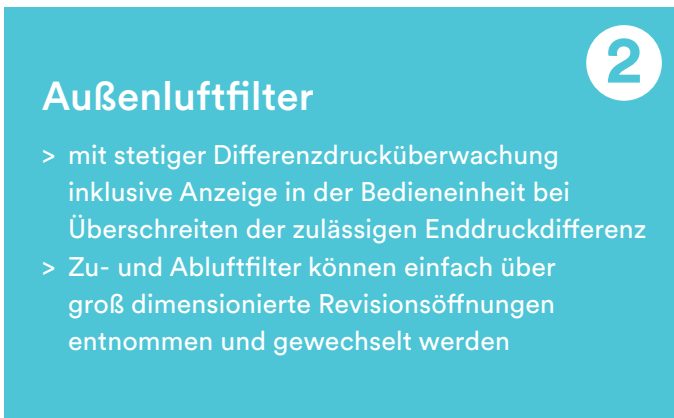 2
Außenluftfilter
> mit stetiger Differenzdrucküberwachung
inklusive Anzeige in der Bedieneinheit bei
Überschreiten der zulässigen Enddruckdifferenz
> Zu- und Abluftfilter können einfach über
groß dimensionierte Revisionsöffnungen
entnommen und gewechselt werden